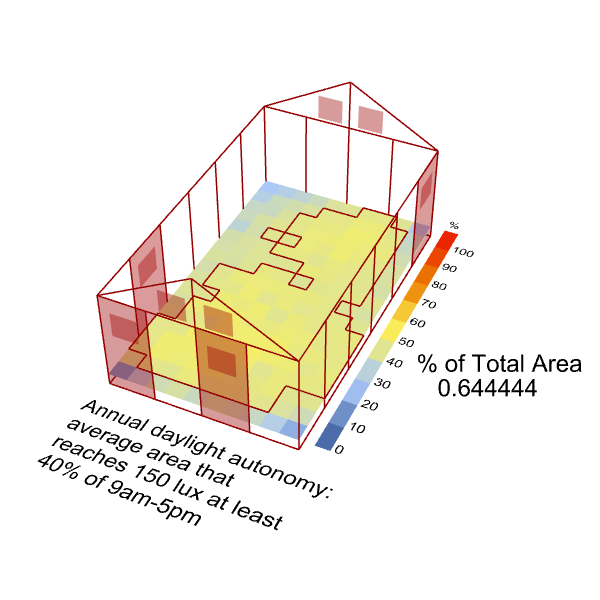 %
100
90
80
70
60
50
40
30
20
10
0
% of Total Area
0.644444
Annual daylight autonomy:
average area that
reaches 150 lux at least
40% of 9am-5pm